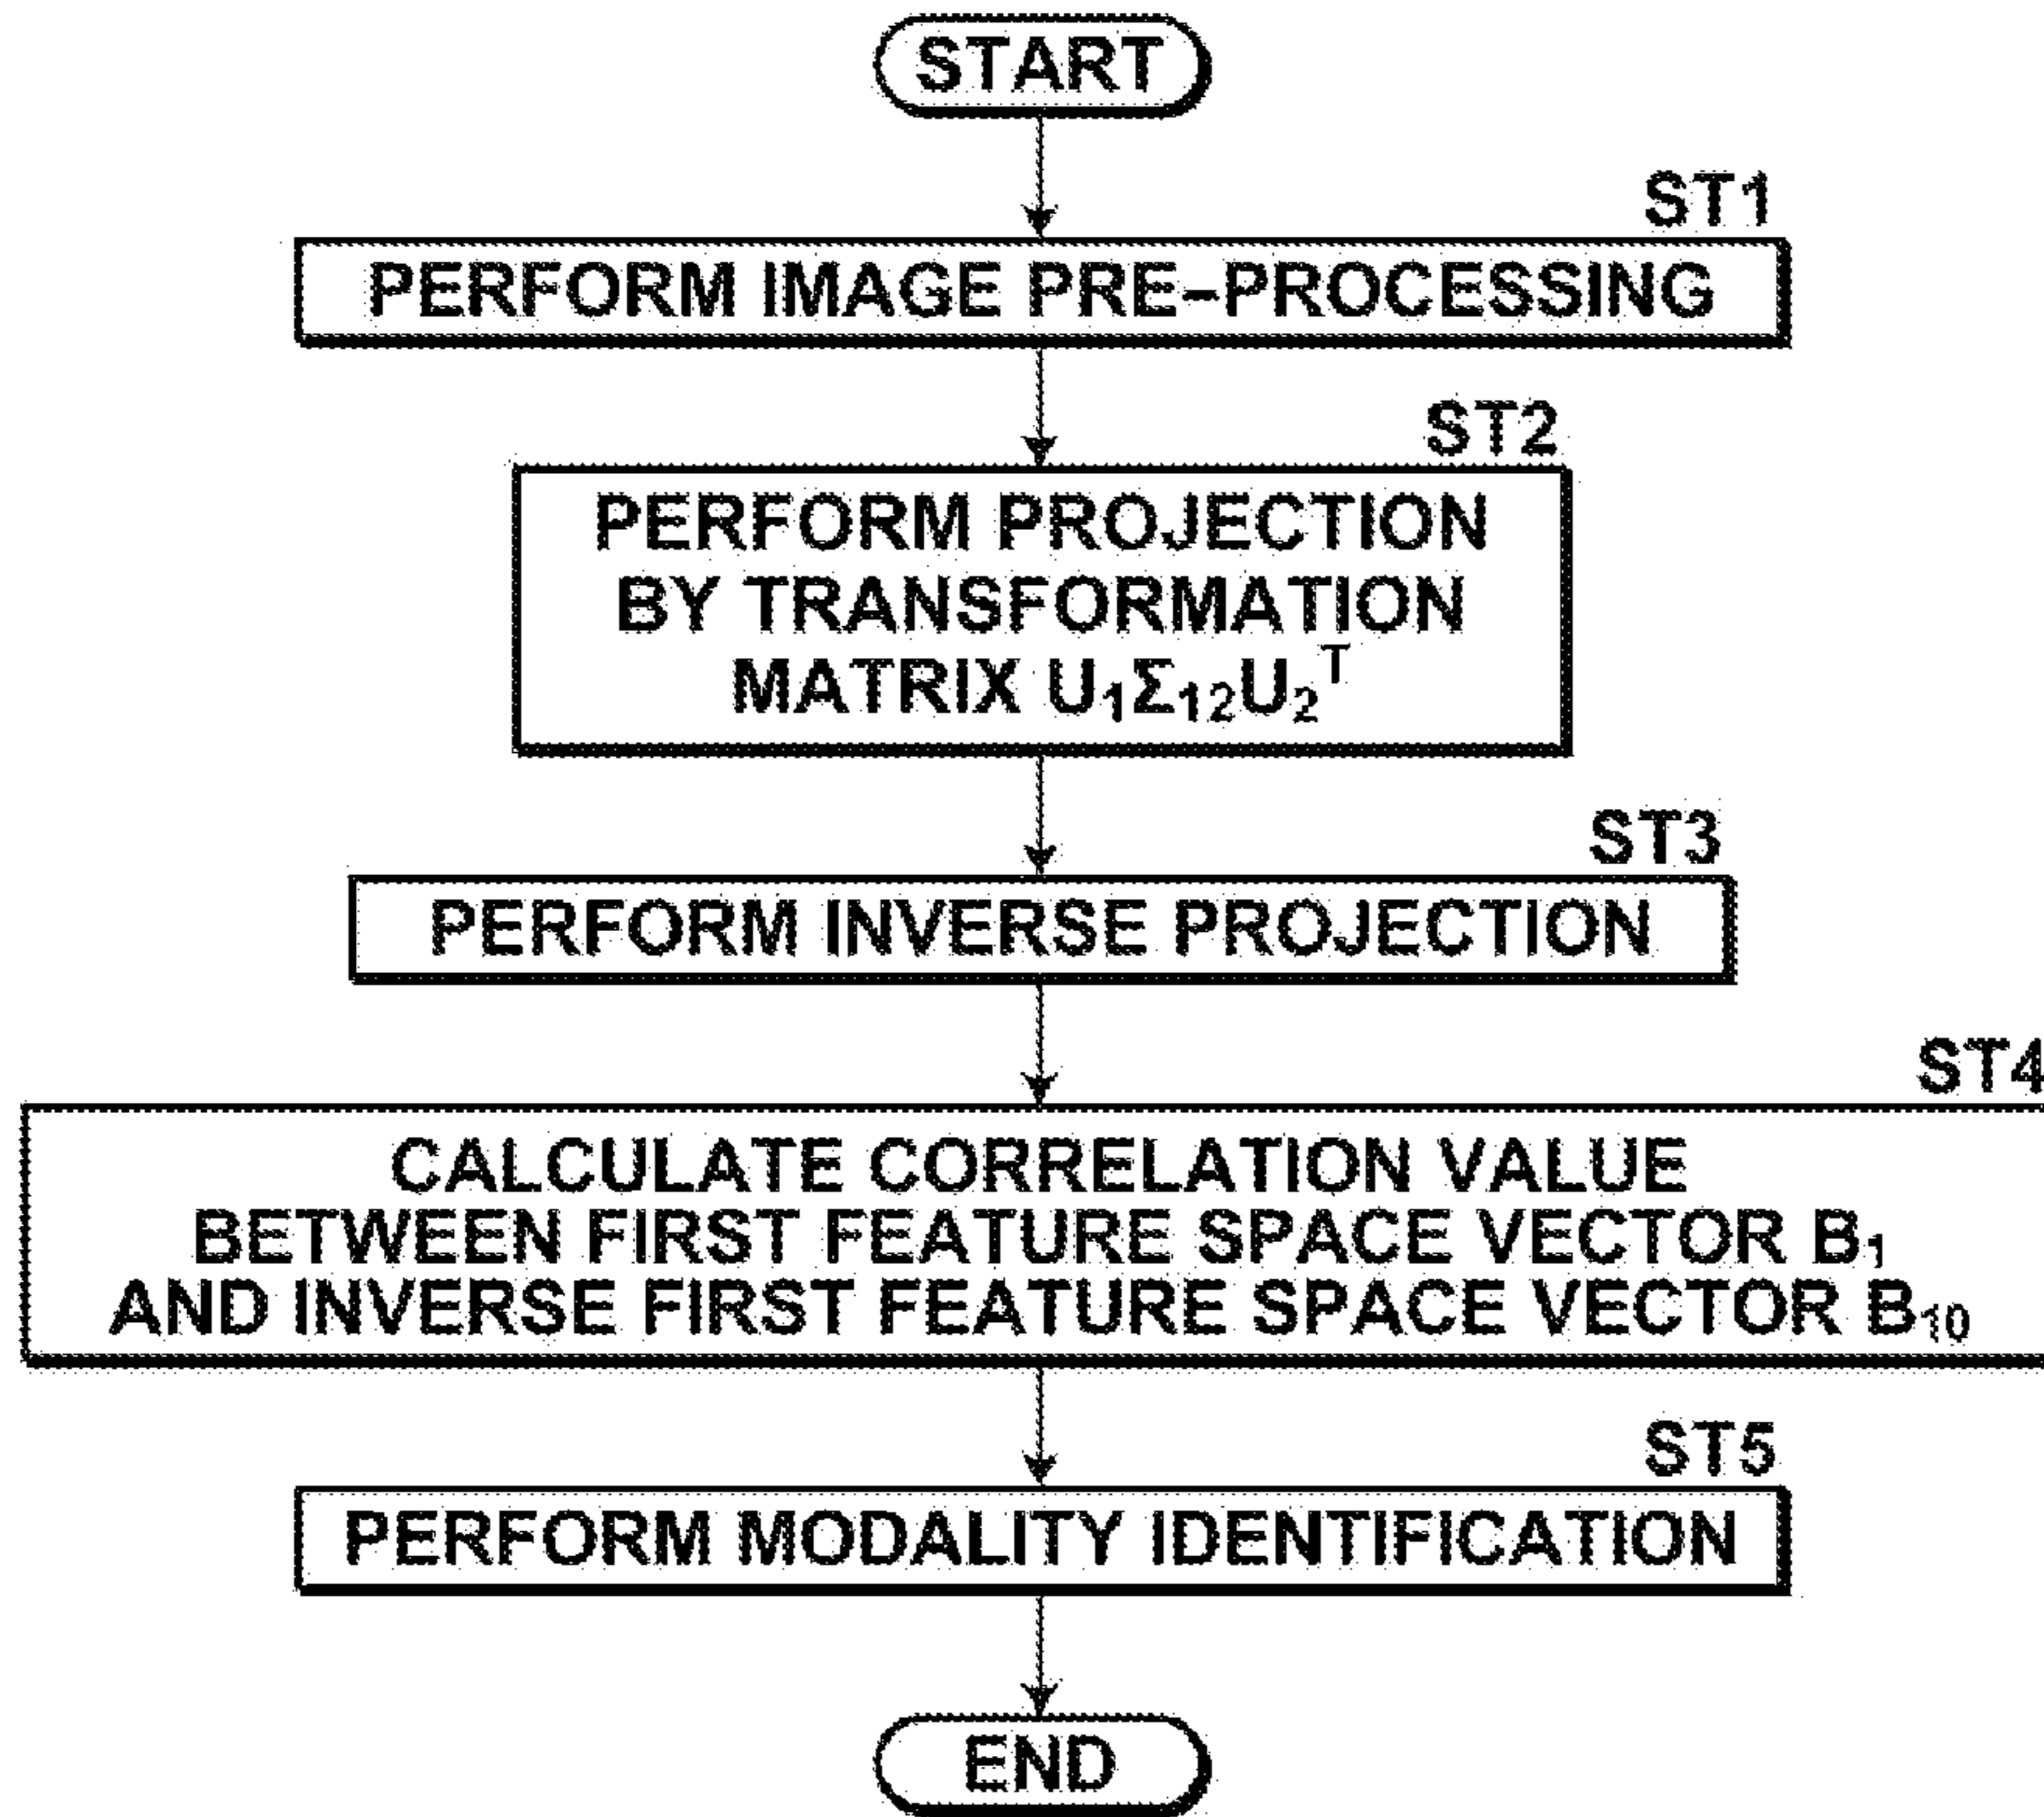 START
ST1
PERFORM IMAGE PRE-PROCESSING
ST2
PERFORM PROJECTION
BY TRANSFORMATION
MATRIX U₁Σ₁₂U₂ᵀ
ST3
PERFORM INVERSE PROJECTION
ST4
CALCULATE CORRELATION VALUE
BETWEEN FIRST FEATURE SPACE VECTOR B₁
AND INVERSE FIRST FEATURE SPACE VECTOR B₁₀
ST5
PERFORM MODALITY IDENTIFICATION
END